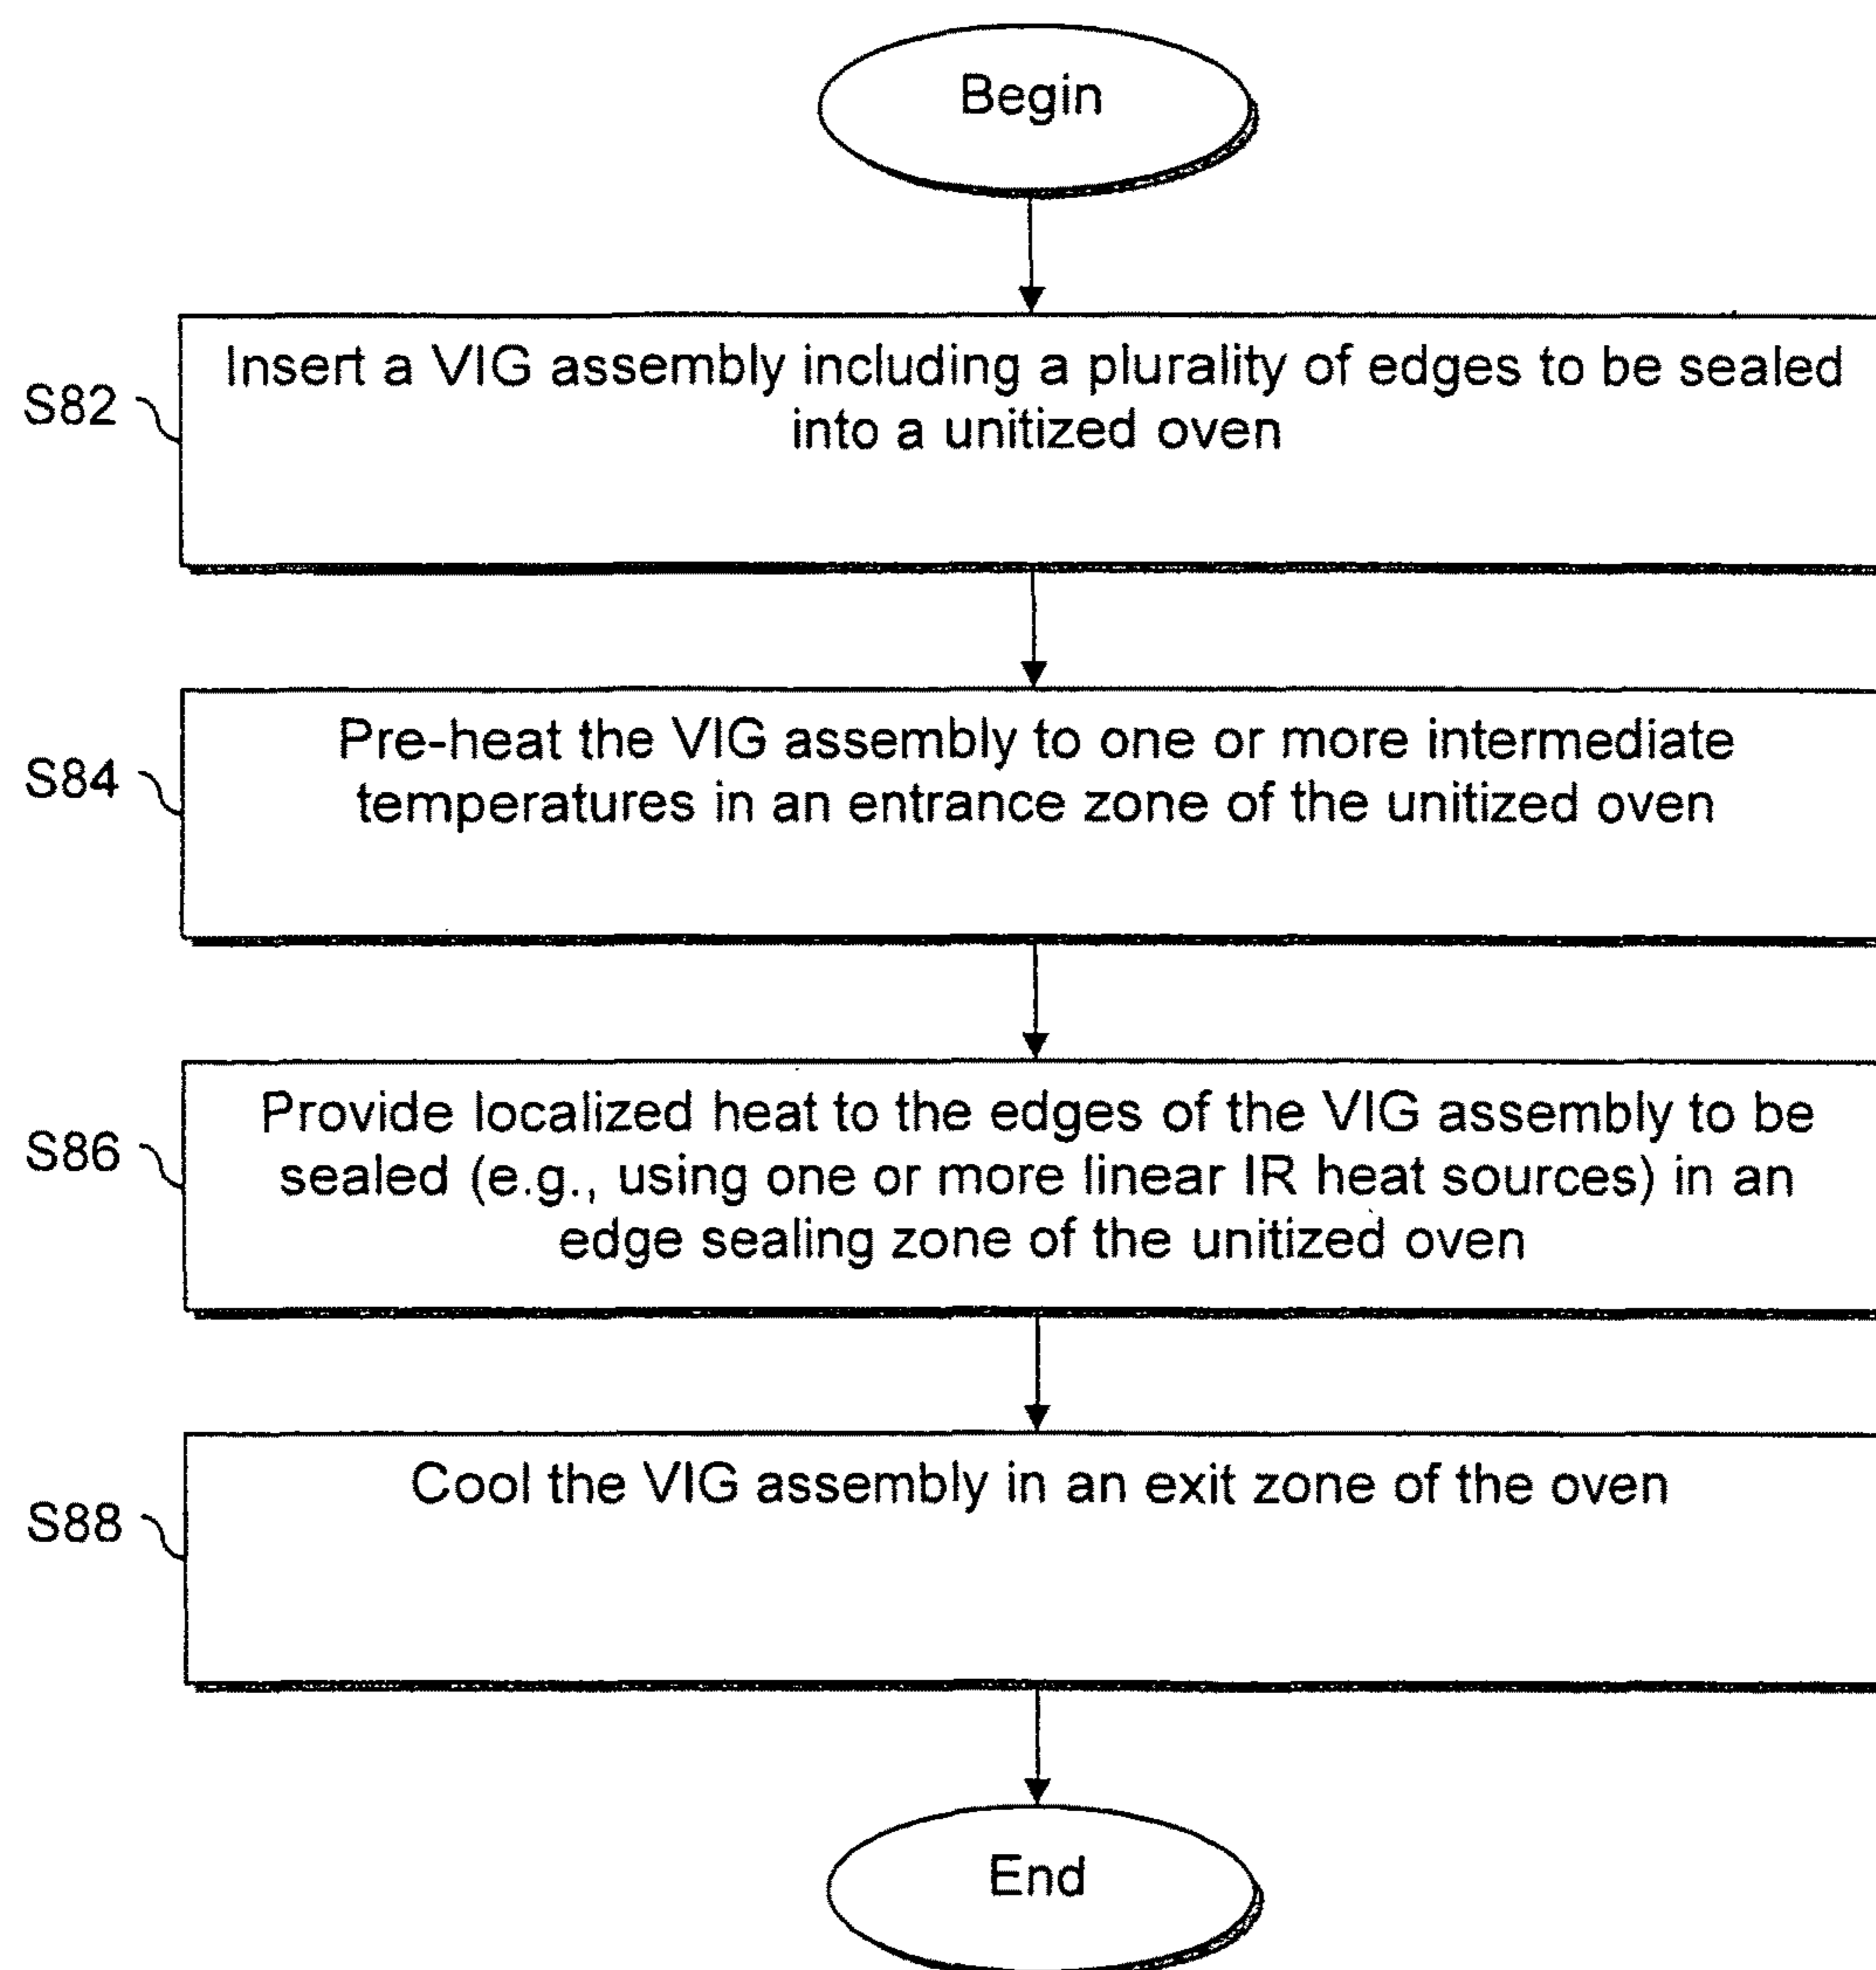 Begin
S82
Insert a VIG assembly including a plurality of edges to be sealed
into a unitized oven
S84
Pre-heat the VIG assembly to one or more intermediate
temperatures in an entrance zone of the unitized oven
S86
Provide localized heat to the edges of the VIG assembly to be
sealed (e.g., using one or more linear IR heat sources) in an
edge sealing zone of the unitized oven
S88
Cool the VIG assembly in an exit zone of the oven
End